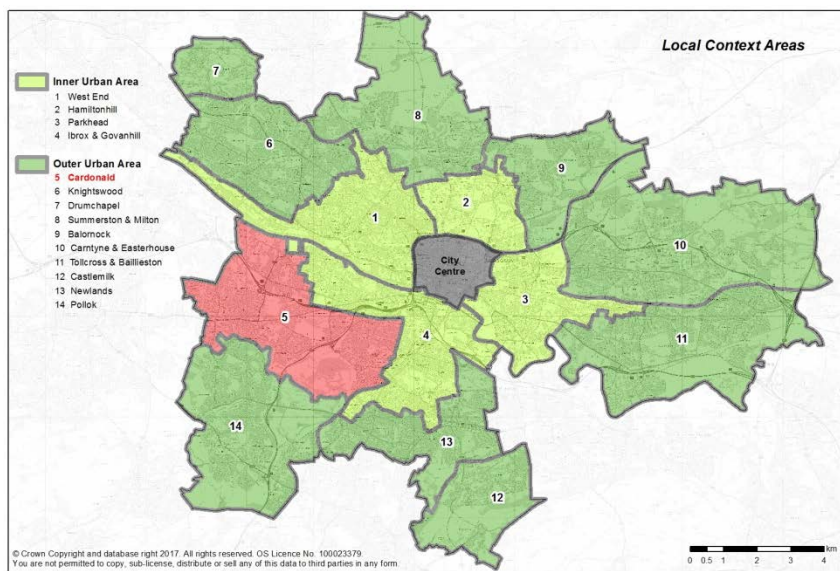 Local Context Areas
Inner Urban Area
1 West End
2 Hamiltonhill
3 Parkhead
4 Ibrox & Govanhill
Outer Urban Area
5 Cardonald
6 Knightswood
7 Drumchapel
8 Summerston & Milton
9 Balornock
10 Carntyne & Easterhouse
11 Tollcross & Baillieston
12 Castlemilk
13 Newlands
14 Pollok
7
8
6
9
2
1
10
City
Centre
3
5
4
11
14
13
12
km
0 0.5 1 2 3 4
© Crown Copyright and database right 2017. All rights reserved. OS Licence No. 100023379.
You are not permitted to copy, sub-license, distribute or sell any of this data to third parties in any form.